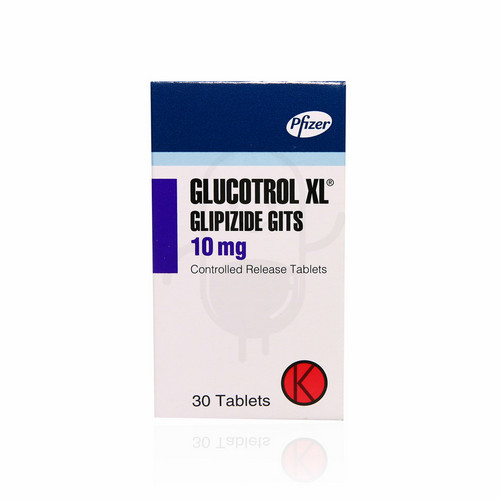 Pfizer
GLUCOTROL XL®
GLIPIZIDE GITS
10 mg
Controlled Release Tablets
K
30 Tablets